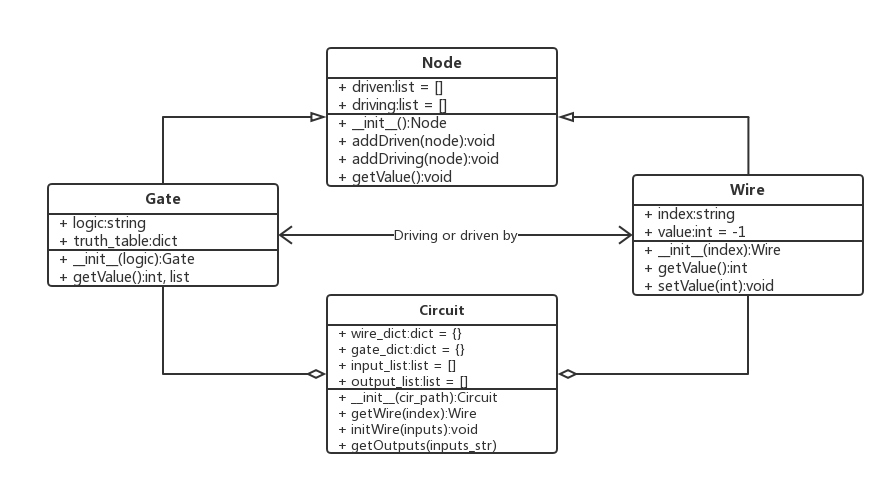 Node
+ driven:list = []
+ driving:list = []
+ __init__():Node
+ addDriven(node):void
+ addDriving(node):void
+ getValue():void
Gate
+ logic:string
+ truth_table:dict
+ __init__(logic):Gate
+ getValue():int, list
Driving or driven by
Wire
+ index:string
+ value:int = -1
+ __init__(index):Wire
+ getValue():int
+ setValue(int):void
Circuit
+ wire_dict:dict = {}
+ gate_dict:dict = {}
+ input_list:list = []
+ output_list:list = []
+ __init__(cir_path):Circuit
+ getWire(index):Wire
+ initWire(inputs):void
+ getOutputs(inputs_str)